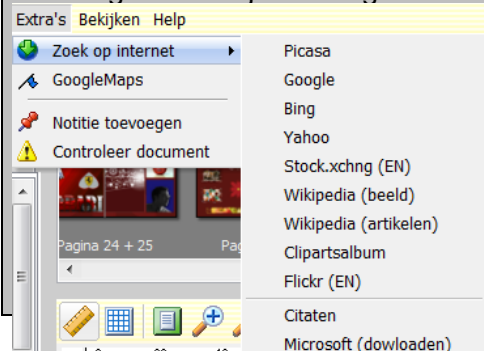 Extra's Bekijken Help
Zoek op internet
GoogleMaps
Notitie toevoegen
Controleer document
Picasa
Google
Bing
Yahoo
Stock.xchng (EN)
Wikipedia (beeld)
Wikipedia (artikelen)
Clipartsalbum
Flickr (EN)
Citaten
Microsoft (dowloaden)
Pagina 24 + 25
Pag